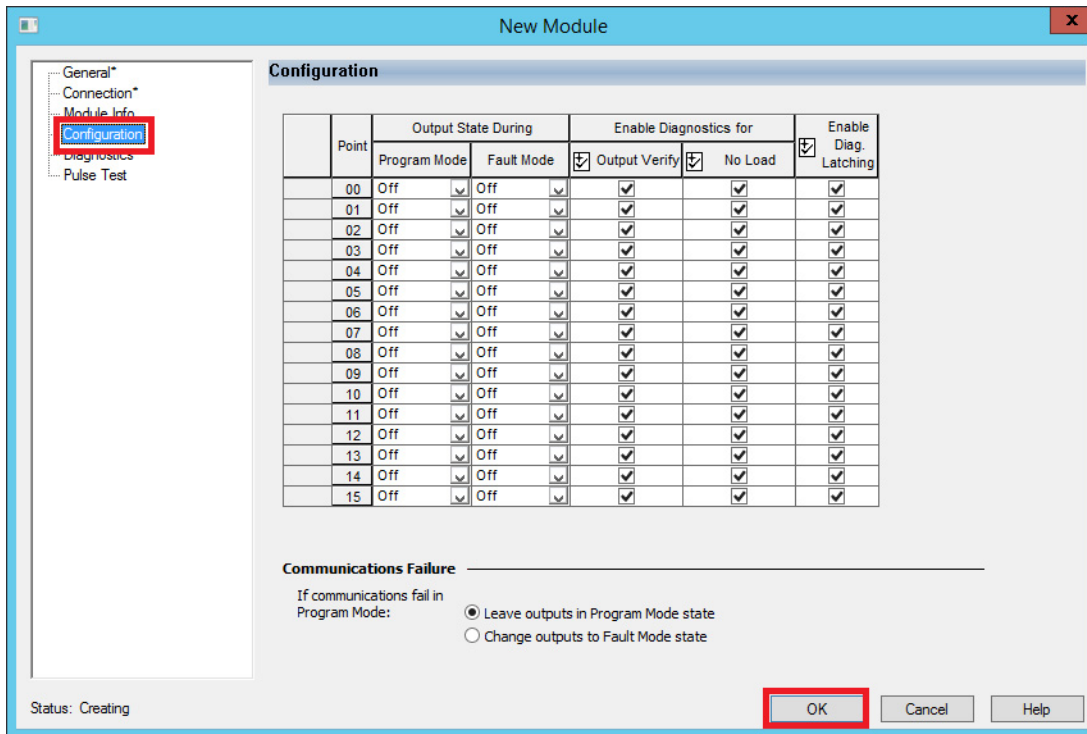 New Module
x
General*
Connection*
Module Info
Configuration
Diagnostics
Pulse Test
Configuration
Point
Output State During
Enable Diagnostics for
Enable Diag. Latching
Program Mode
Fault Mode
Output Verify
No Load
00 Off Off
01 Off Off
02 Off Off
03 Off Off
04 Off Off
05 Off Off
06 Off Off
07 Off Off
08 Off Off
09 Off Off
10 Off Off
11 Off Off
12 Off Off
13 Off Off
14 Off Off
15 Off Off
Communications Failure
If communications fail in
Program Mode:
Leave outputs in Program Mode state
Change outputs to Fault Mode state
Status: Creating
OK
Cancel
Help